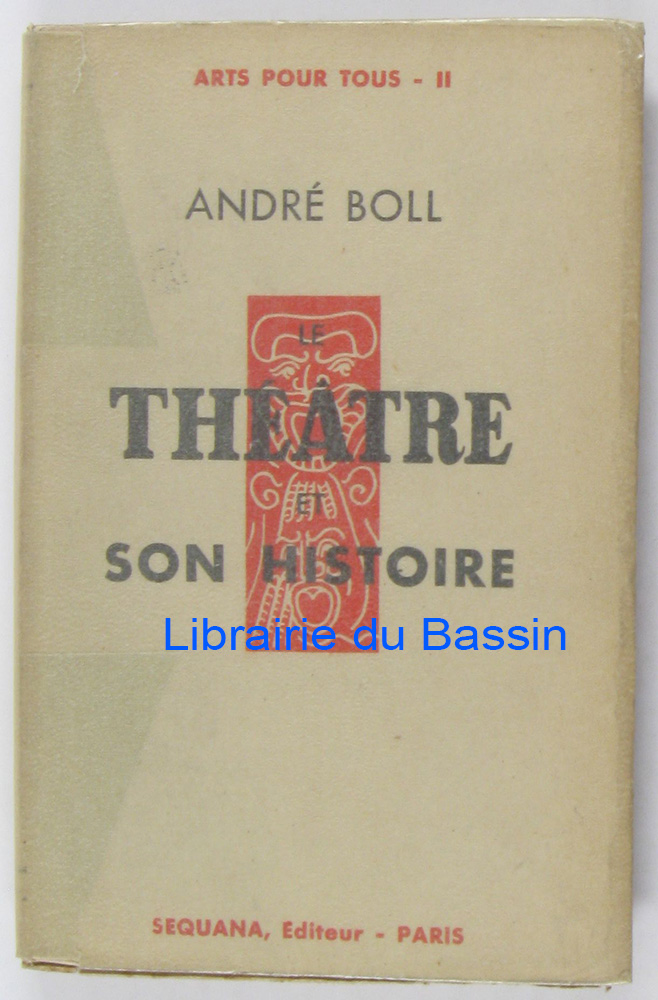 ARTS POUR TOUS - II
ANDRÉ BOLL
LE
THÉÂTRE
ET
SON HISTOIRE
Librairie du Bassin
SEQUANA, Editeur - PARIS